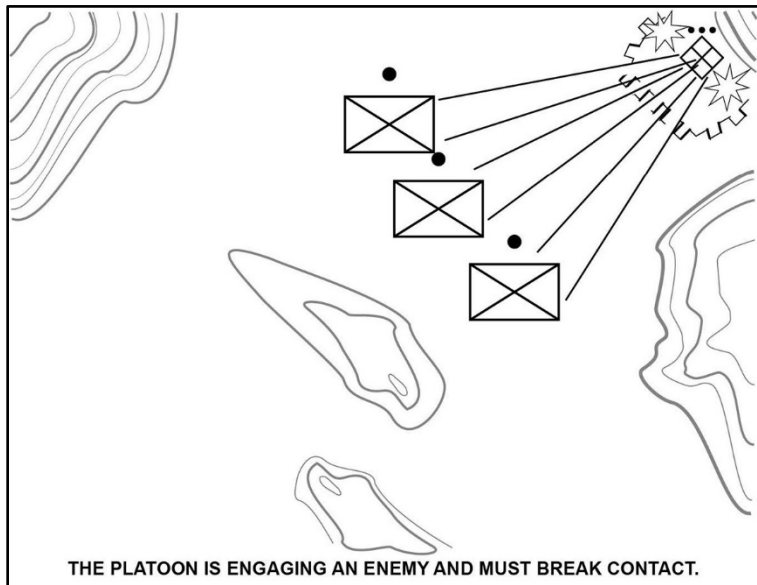 THE PLATOON IS ENGAGING AN ENEMY AND MUST BREAK CONTACT.